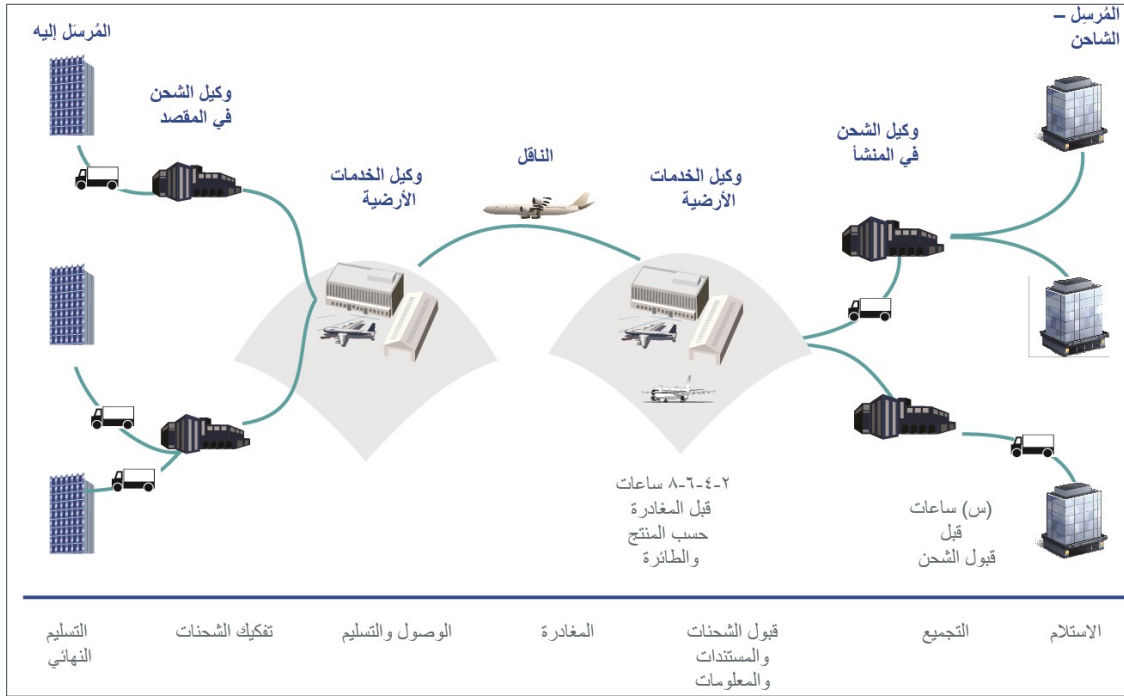 المُرسِل –
الشاحن
وكيل الشحن
في المنشأ
وكيل الخدمات
الأرضية
الناقل
وكيل الخدمات
الأرضية
وكيل الشحن
في المقصد
المُرسَل إليه
(س) ساعات
قبل
قبول الشحن
٢-٤-٦-٨ ساعات
قبل المغادرة
حسب المنتج
والطائرة
الاستلام
التجميع
قبول الشحنات
والمستندات
والمعلومات
المغادرة
الوصول والتسليم
تفكيك الشحنات
التسليم
النهائي